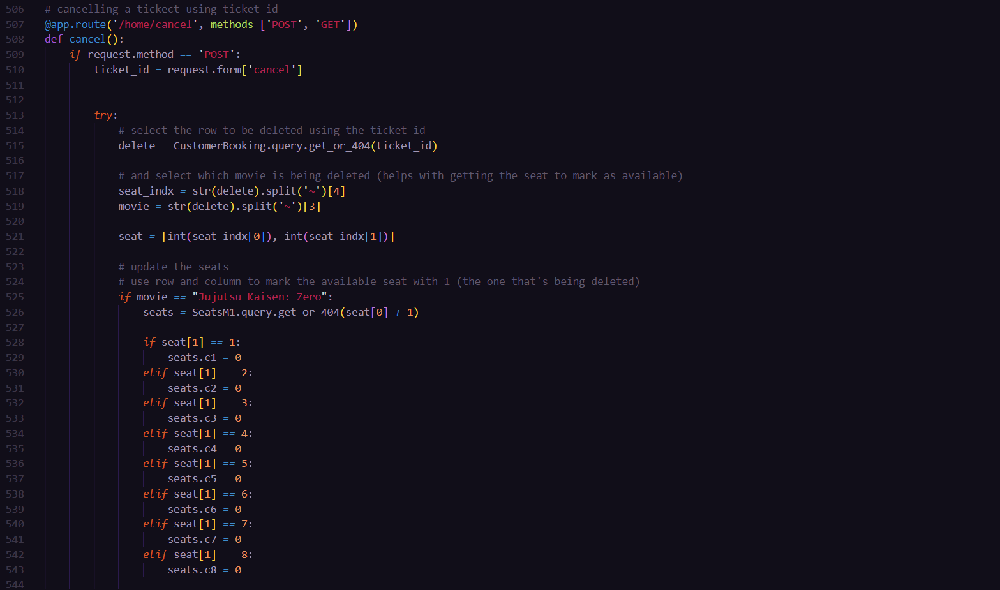 506 # cancelling a tickect using ticket_id
507 @app.route('/home/cancel', methods=['POST', 'GET'])
508 def cancel():
509     if request.method == 'POST':
510         ticket_id = request.form['cancel']
511
512
513         try:
514             # select the row to be deleted using the ticket id
515             delete = CustomerBooking.query.get_or_404(ticket_id)
516
517             # and select which movie is being deleted (helps with getting the seat to mark as available)
518             seat_indx = str(delete).split('~')[4]
519             movie = str(delete).split('~')[3]
520
521             seat = [int(seat_indx[0]), int(seat_indx[1])]
522
523             # update the seats
524             # use row and column to mark the available seat with 1 (the one that's being deleted)
525             if movie == "Jujutsu Kaisen: Zero":
526                 seats = SeatsM1.query.get_or_404(seat[0] + 1)
527
528                 if seat[1] == 1:
529                     seats.c1 = 0
530                 elif seat[1] == 2:
531                     seats.c2 = 0
532                 elif seat[1] == 3:
533                     seats.c3 = 0
534                 elif seat[1] == 4:
535                     seats.c4 = 0
536                 elif seat[1] == 5:
537                     seats.c5 = 0
538                 elif seat[1] == 6:
539                     seats.c6 = 0
540                 elif seat[1] == 7:
541                     seats.c7 = 0
542                 elif seat[1] == 8:
543                     seats.c8 = 0
544